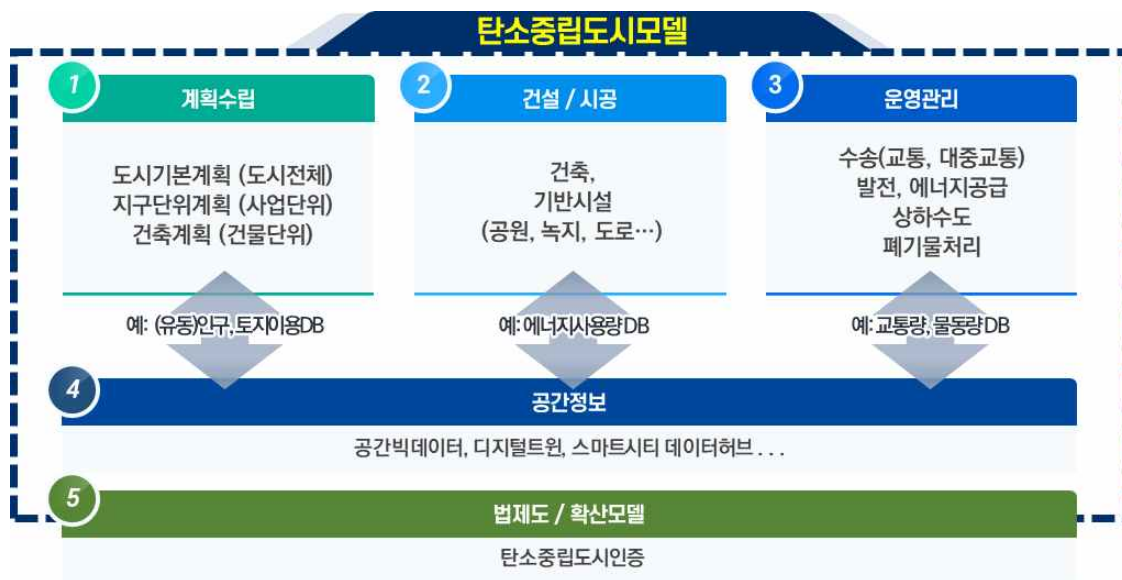 탄소중립도시모델
1
계획수립
도시기본계획 (도시전체)
지구단위계획 (사업단위)
건축계획 (건물단위)
예: (유동)인구, 토지이용DB
2
건설 / 시공
건축,
기반시설
(공원, 녹지, 도로…)
예: 에너지사용량 DB
3
운영관리
수송(교통, 대중교통)
발전, 에너지공급
상하수도
폐기물처리
예: 교통량, 물동량 DB
4
공간정보
공간빅데이터, 디지털트윈, 스마트시티 데이터허브 . . .
5
법제도 / 확산모델
탄소중립도시인증